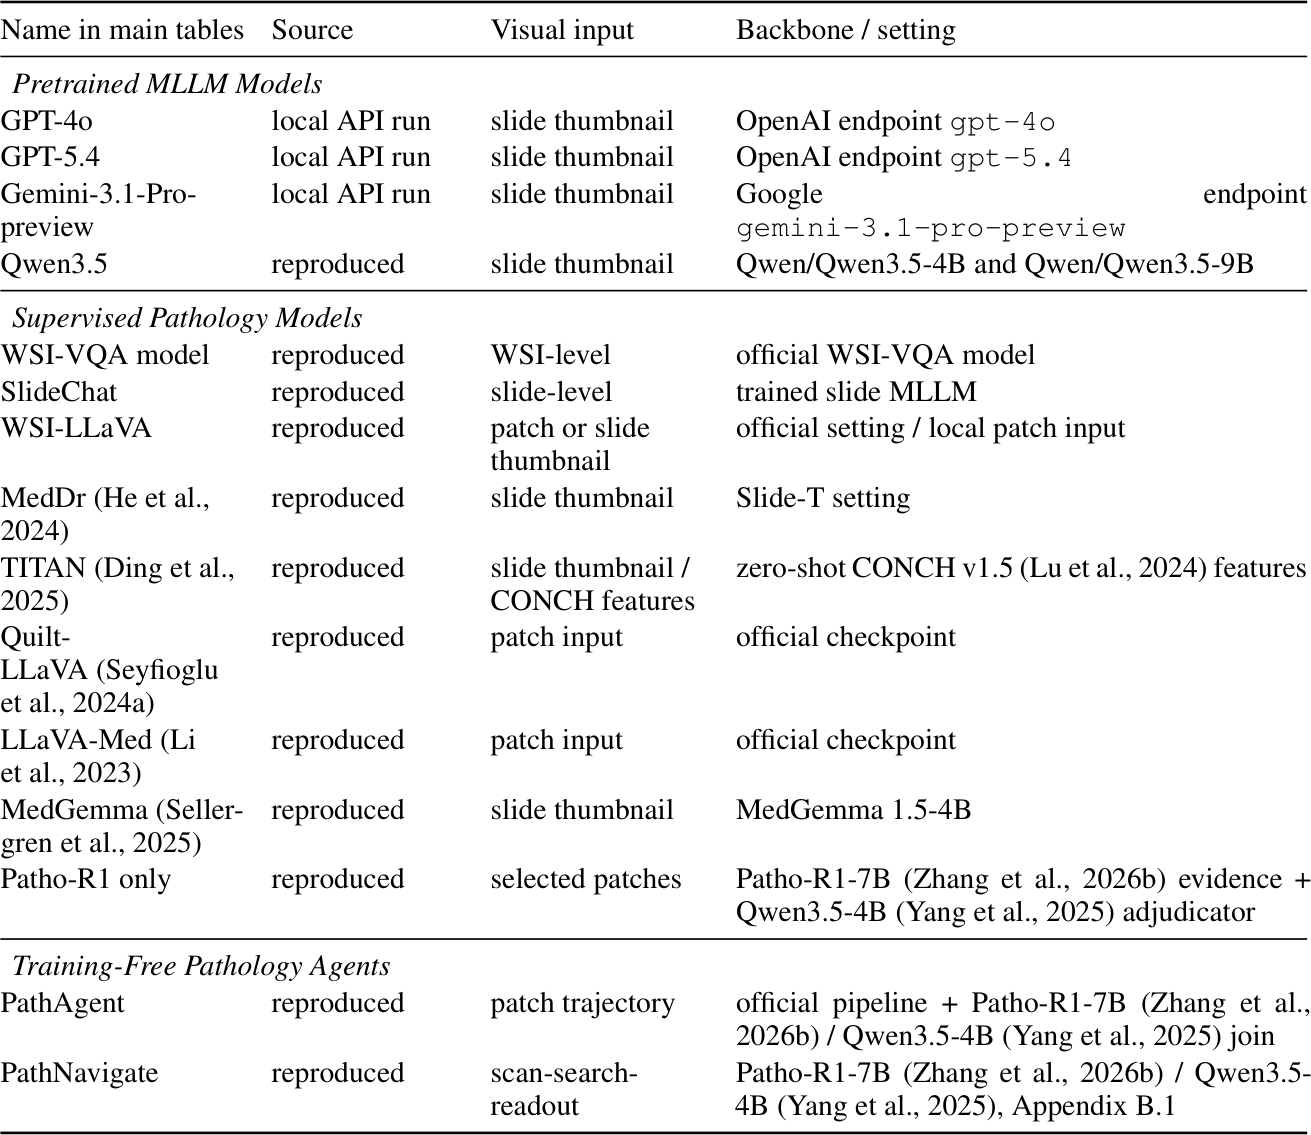 Name in main tables Source Visual input Backbone / setting
Pretrained MLLM Models
GPT-4o local API run slide thumbnail OpenAI endpoint gpt-4o
GPT-5.4 local API run slide thumbnail OpenAI endpoint gpt-5.4
Gemini-3.1-Pro- local API run slide thumbnail Google endpoint
preview gemini-3.1-pro-preview
Qwen3.5 reproduced slide thumbnail Qwen/Qwen3.5-4B and Qwen/Qwen3.5-9B
Supervised Pathology Models
WSI-VQA model reproduced WSI-level official WSI-VQA model
SlideChat reproduced slide-level trained slide MLLM
WSI-LLaVA reproduced patch or slide official setting / local patch input
thumbnail
MedDr (He et al., reproduced slide thumbnail Slide-T setting
2024)
TITAN (Ding et al., reproduced slide thumbnail / zero-shot CONCH v1.5 (Lu et al., 2024) features
2025) CONCH features
Quilt- reproduced patch input official checkpoint
LLaVA (Seyfioglu
et al., 2024a)
LLaVA-Med (Li reproduced patch input official checkpoint
et al., 2023)
MedGemma (Seller- reproduced slide thumbnail MedGemma 1.5-4B
gren et al., 2025)
Patho-R1 only reproduced selected patches Patho-R1-7B (Zhang et al., 2026b) evidence +
Qwen3.5-4B (Yang et al., 2025) adjudicator
Training-Free Pathology Agents
PathAgent reproduced patch trajectory official pipeline + Patho-R1-7B (Zhang et al.,
2026b) / Qwen3.5-4B (Yang et al., 2025) join
PathNavigate reproduced scan-search- Patho-R1-7B (Zhang et al., 2026b) / Qwen3.5-
readout 4B (Yang et al., 2025), Appendix B.1